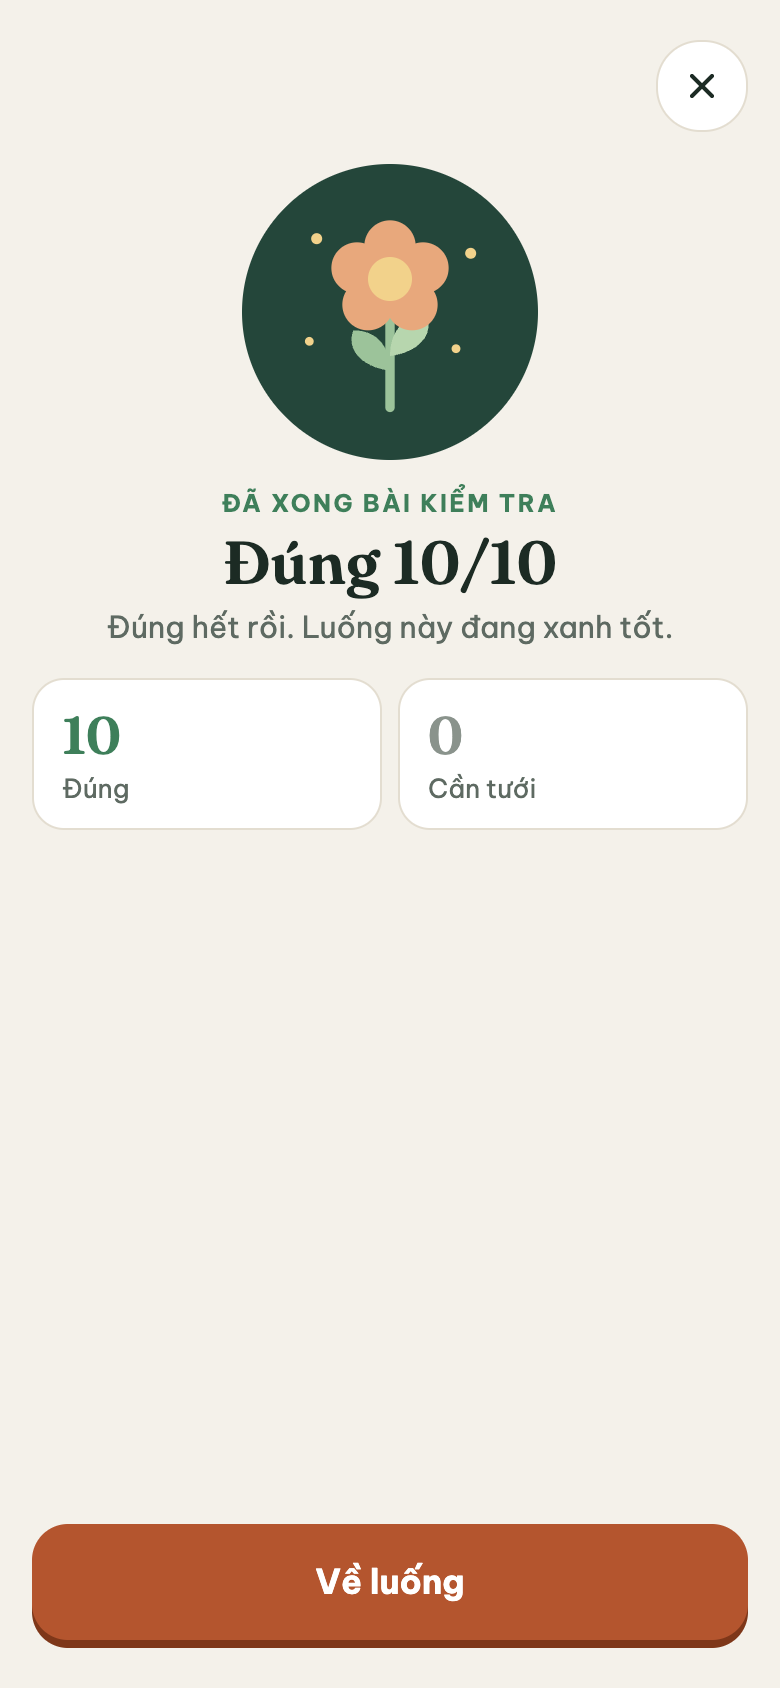 ĐÃ XONG BÀI KIỂM TRA
Đúng 10/10
Đúng hết rồi. Luống này đang xanh tốt.
10
Đúng
0
Cần tưới
Về luống